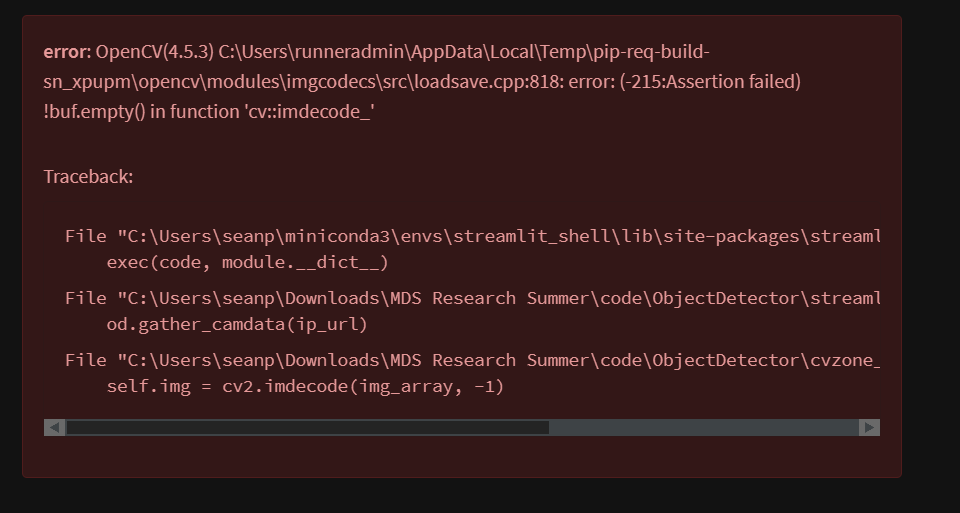 error: OpenCV(4.5.3) C:\Users\runneradmin\AppData\Local\Temp\pip-req-build-
sn_xpupm\opencv\modules\imgcodecs\src\loadsave.cpp:818: error: (-215:Assertion failed)
!buf.empty() in function 'cv::imdecode_'
Traceback:
File "C:\Users\seanp\miniconda3\envs\streamlit_shell\lib\site-packages\streaml
exec(code, module.__dict__)
File "C:\Users\seanp\Downloads\MDS Research Summer\code\ObjectDetector\streaml
od.gather_camdata(ip_url)
File "C:\Users\seanp\Downloads\MDS Research Summer\code\ObjectDetector\cvzone_
self.img = cv2.imdecode(img_array, -1)